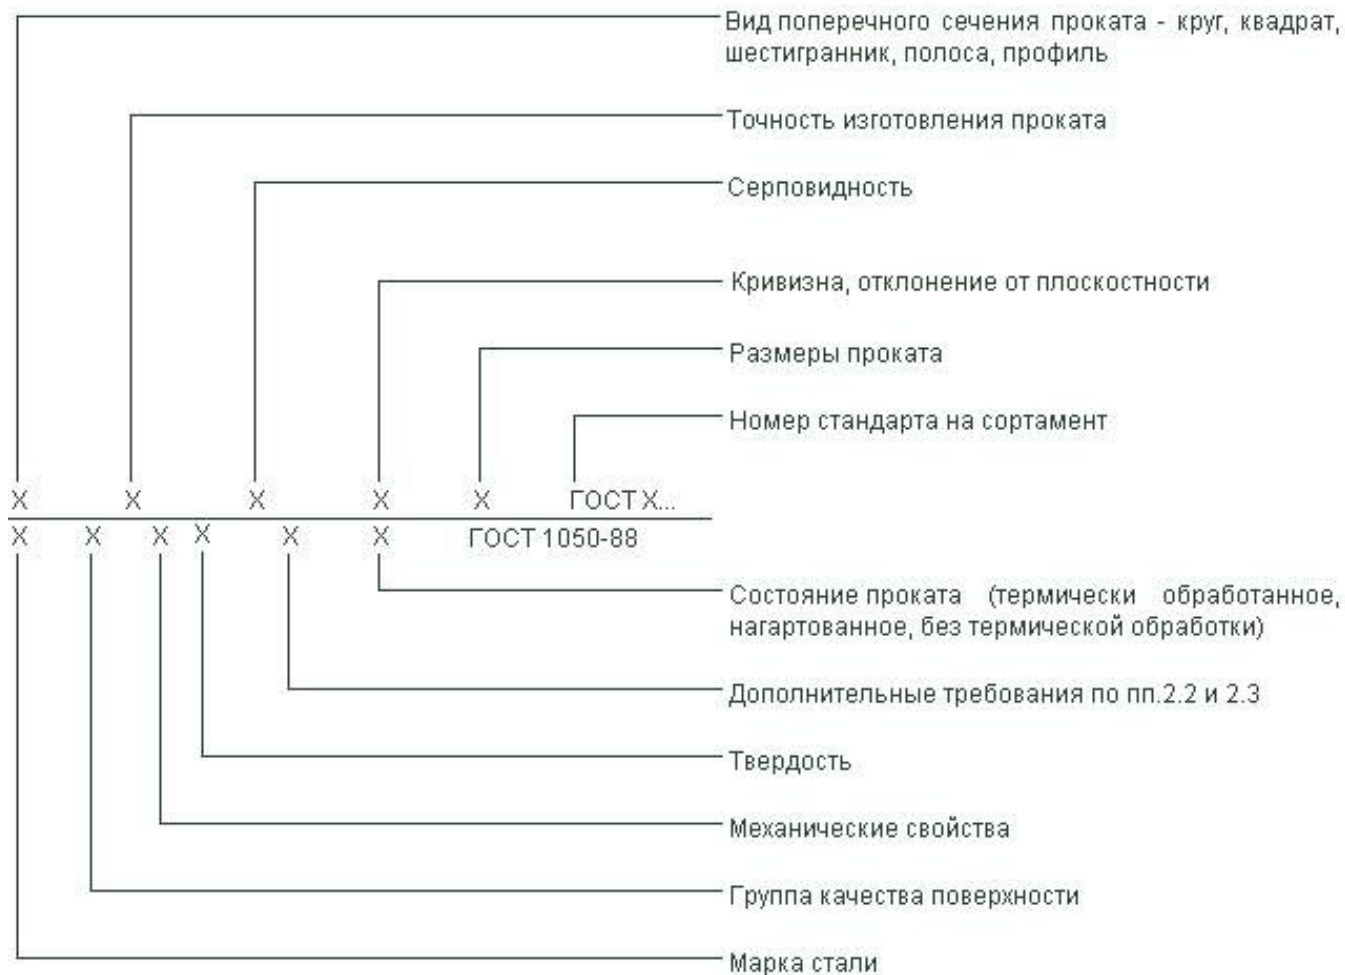 Вид поперечного сечения проката - круг, квадрат,
шестигранник, полоса, профиль
Точность изготовления проката
Серповидность
Кривизна, отклонение от плоскостности
Размеры проката
Номер стандарта на сортамент
Х Х Х Х Х ГОСТ Х...
Х Х Х Х Х Х ГОСТ 1050-88
Состояние проката (термически обработанное,
нагартованное, без термической обработки)
Дополнительные требования по пп.2.2 и 2.3
Твердость
Механические свойства
Группа качества поверхности
Марка стали